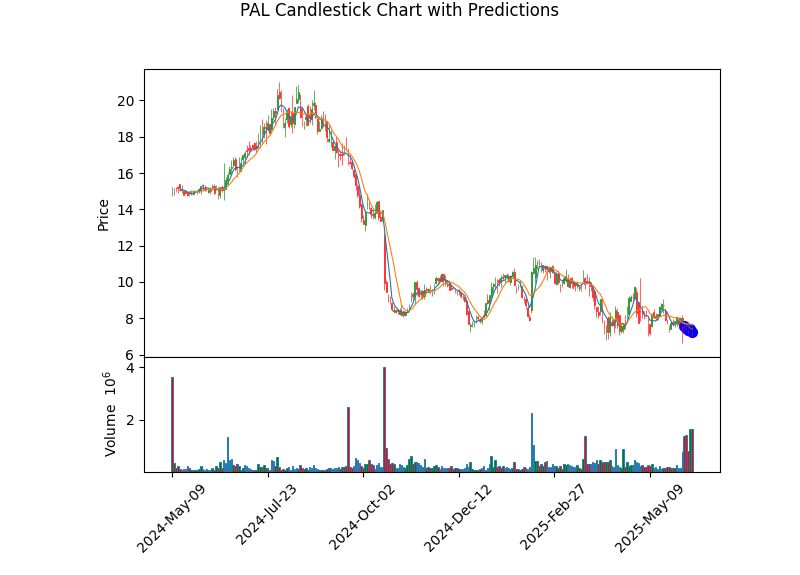 PAL Candlestick Chart with Predictions
20
18
16
14
12
10
8
6
Price
4
2
Volume 10^6
2024-May-09
2024-Jul-23
2024-Oct-02
2024-Dec-12
2025-Feb-27
2025-May-09